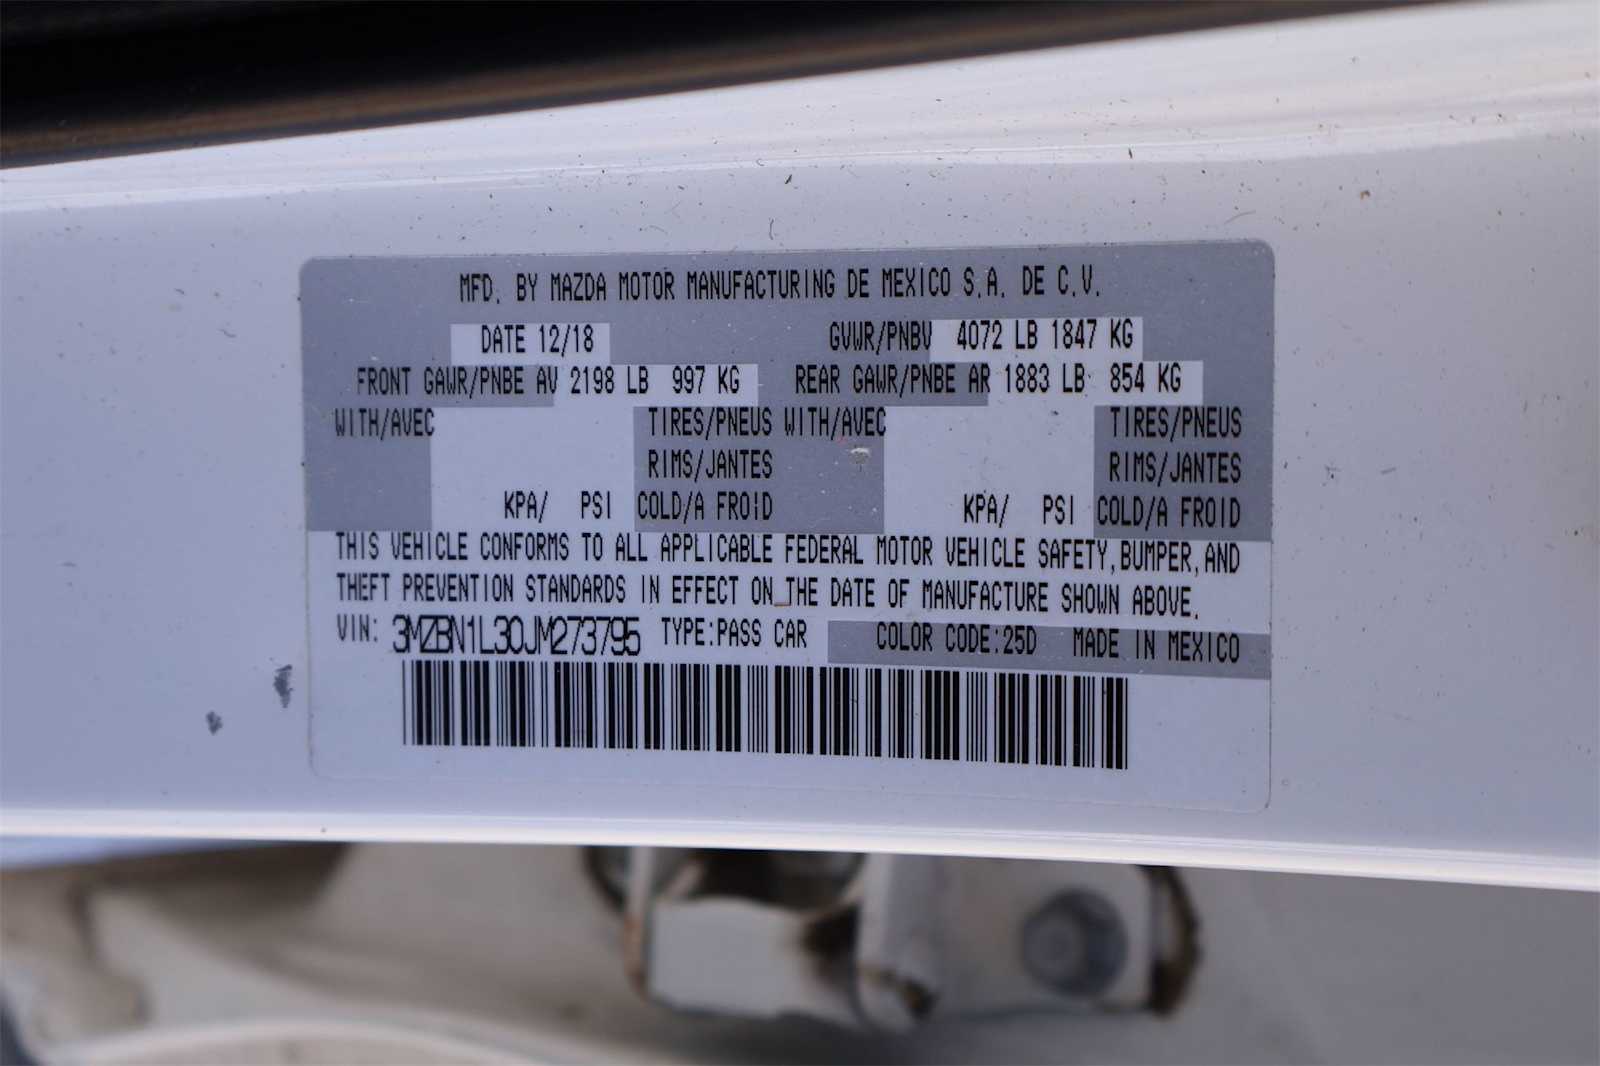 MFD. BY MAZDA MOTOR MANUFACTURING DE MEXICO S.A. DE C.V.
DATE 12/18 GVWR/PNBV 4072 LB 1847 KG
FRONT GAWR/PNBE AV 2198 LB 997 KG REAR GAWR/PNBE AR 1883 LB 854 KG
WITH/AVEC TIRES/PNEUS WITH/AVEC TIRES/PNEUS
RIMS/JANTES RIMS/JANTES
KPA/ PSI COLD/A FROID KPA/ PSI COLD/A FROID
THIS VEHICLE CONFORMS TO ALL APPLICABLE FEDERAL MOTOR VEHICLE SAFETY, BUMPER, AND
THEFT PREVENTION STANDARDS IN EFFECT ON THE DATE OF MANUFACTURE SHOWN ABOVE.
VIN: 3MZBN1L30JM273795 TYPE:PASS CAR COLOR CODE:25D MADE IN MEXICO